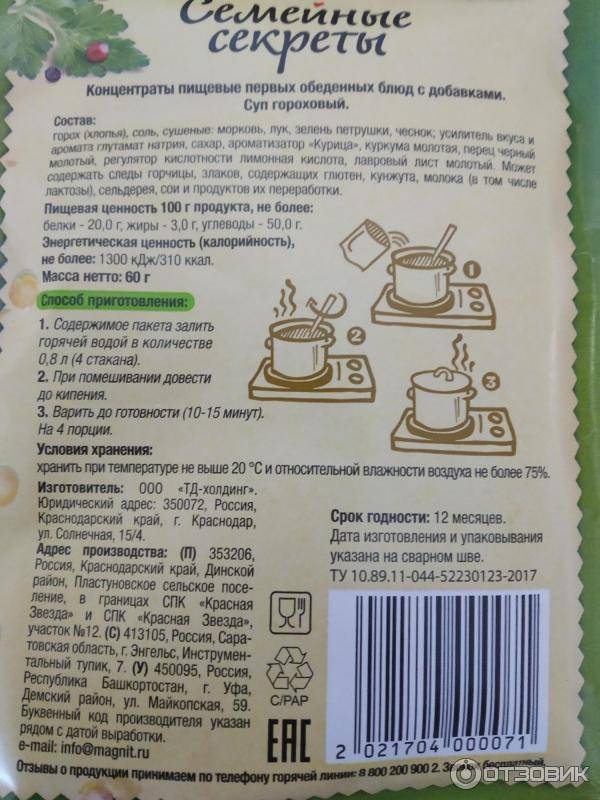 Семейные
секреты
Концентраты пищевые первых обеденных блюд с добавками.
Суп гороховый.
Состав:
горох (хлопья), соль, сушеные: морковь, лук, зелень петрушки, чеснок; усилитель вкуса и
аромата глутамат натрия, сахар, ароматизатор «Курица», куркума молотая, перец черный
молотый, регулятор кислотности лимонная кислота, лавровый лист молотый. Может
содержать следы горчицы, злаков, содержащих глютен, кунжута, молока (в том числе
лактозы), сельдерея, сои и продуктов их переработки.
Пищевая ценность 100 г продукта, не более:
белки - 20,0 г, жиры - 3,0 г, углеводы - 50,0 г.
Энергетическая ценность (калорийность),
не более: 1300 кДж/310 ккал.
Масса нетто: 60 г
Способ приготовления:
1. Содержимое пакета залить
горячей водой в количестве
0,8 л (4 стакана).
2. При помешивании довести
до кипения.
3. Варить до готовности (10-15 минут).
На 4 порции.
1
2
3
Условия хранения:
хранить при температуре не выше 20 °С и относительной влажности воздуха не более 75%.
Изготовитель: ООО «ТД-холдинг».
Юридический адрес: 350072, Россия,
Краснодарский край, г. Краснодар,
ул. Солнечная, 15/4.
Адрес производства: (П) 353206,
Россия, Краснодарский край, Динской
район, Пластуновское сельское посе-
ление, в границах СПК «Красная
Звезда» и СПК «Красная Звезда»,
участок №12. (С) 413105, Россия, Сара-
товская область, г. Энгельс, Инструмен-
тальный тупик, 7. (У) 450095, Россия,
Республика Башкортостан, г. Уфа,
Демский район, ул. Майкопская, 59.
Буквенный код производителя указан
рядом с датой выработки.
e-mail: info@magnit.ru
Срок годности: 12 месяцев.
Дата изготовления и упаковывания
указана на сварном шве.
ТУ 10.89.11-044-52230123-2017
C/PAP
EAC
2 021704 000071
Отзывы о продукции принимаем по телефону горячей линии: 8 800 200 900 2. Звонок бесплатный.
ОТЗОВИК